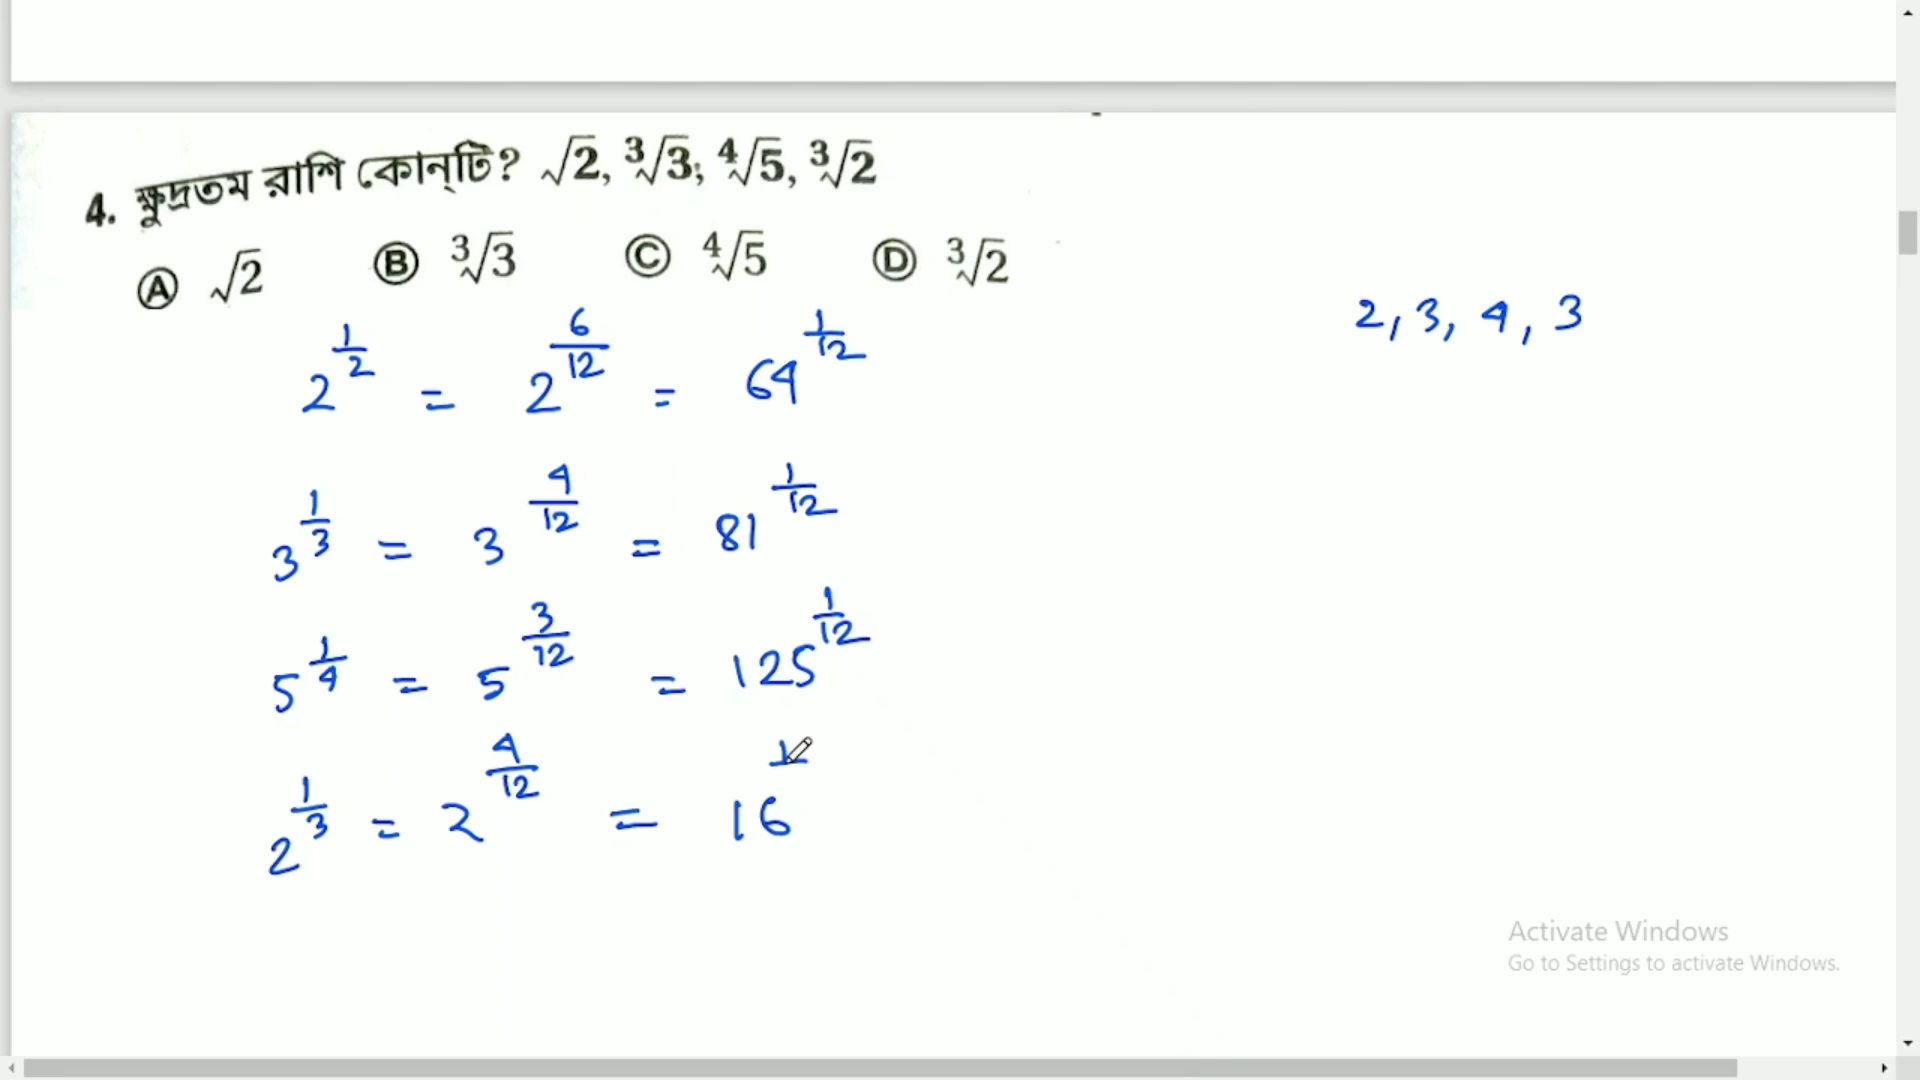 4. ক্ষুদ্রতম রাশি কোন্‌টি? √2, ∛3, ∜5, ∛2
Ⓐ √2 Ⓑ ∛3 Ⓒ ∜5 Ⓓ ∛2
2, 3, 4, 3
2^(1/2) = 2^(6/12) = 64^(1/12)
3^(1/3) = 3^(4/12) = 81^(1/12)
5^(1/4) = 5^(3/12) = 125^(1/12)
2^(1/3) = 2^(4/12) = 16^1
Activate Windows
Go to Settings to activate Windows.